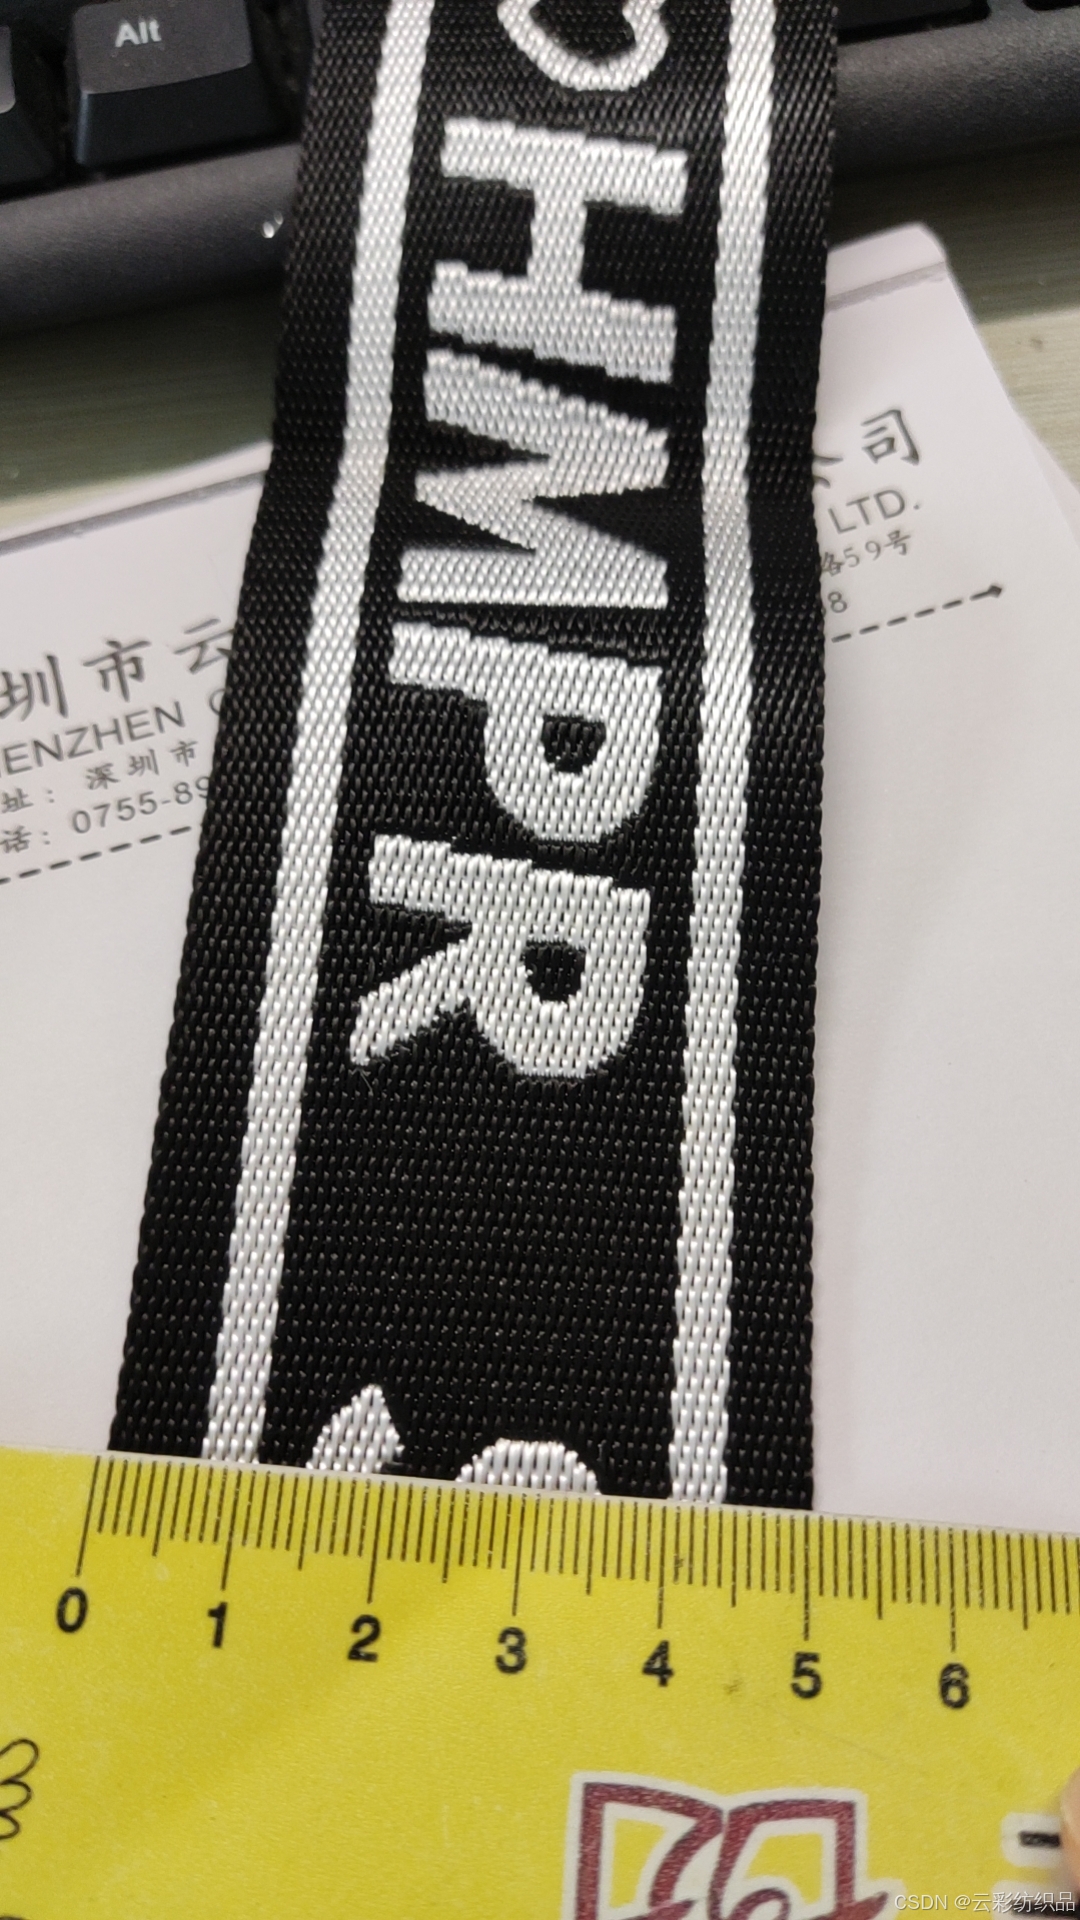 Alt
HMPR
司
LTD.
路59号
8
圳市云
ENZHEN
址：深圳市
话：0755-89
0 1 2 3 4 5 6
CSDN @云彩纺织品